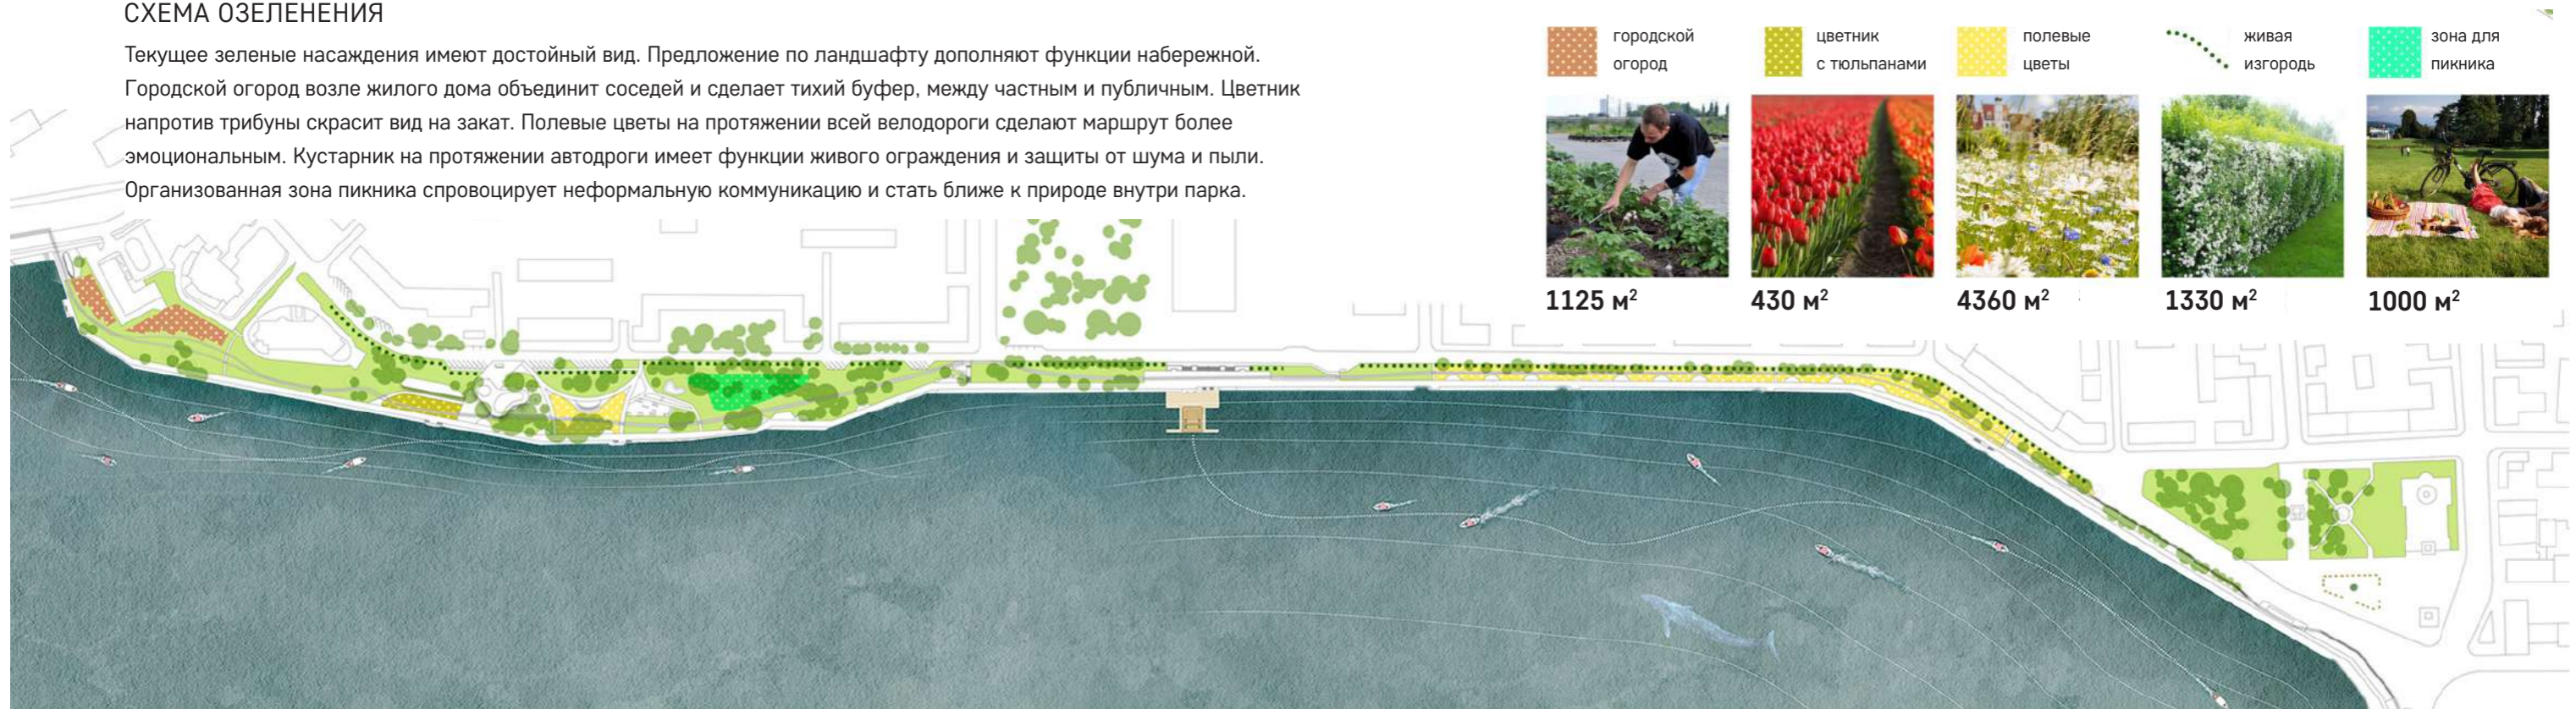 СХЕМА ОЗЕЛЕНЕНИЯ
Текущее зеленые насаждения имеют достойный вид. Предложение по ландшафту дополняют функции набережной.
Городской огород возле жилого дома объединит соседей и сделает тихий буфер, между частным и публичным. Цветник
напротив трибуны скрасит вид на закат. Полевые цветы на протяжении всей велодороги сделают маршрут более
эмоциональным. Кустарник на протяжении автодроги имеет функции живого ограждения и защиты от шума и пыли.
Организованная зона пикника спровоцирует неформальную коммуникацию и стать ближе к природе внутри парка.
городской
огород
цветник
с тюльпанами
полевые
цветы
живая
изгородь
зона для
пикника
1125 м²
430 м²
4360 м²
1330 м²
1000 м²